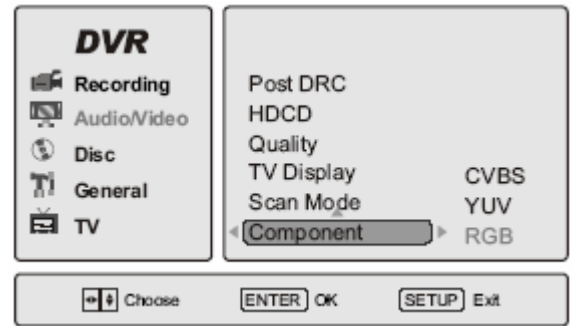 DVR
Recording
Audio/Video
Disc
General
TV
Post DRC
HDCD
Quality
TV Display
Scan Mode
Component
CVBS
YUV
RGB
Choose
ENTER OK
SETUP Exit